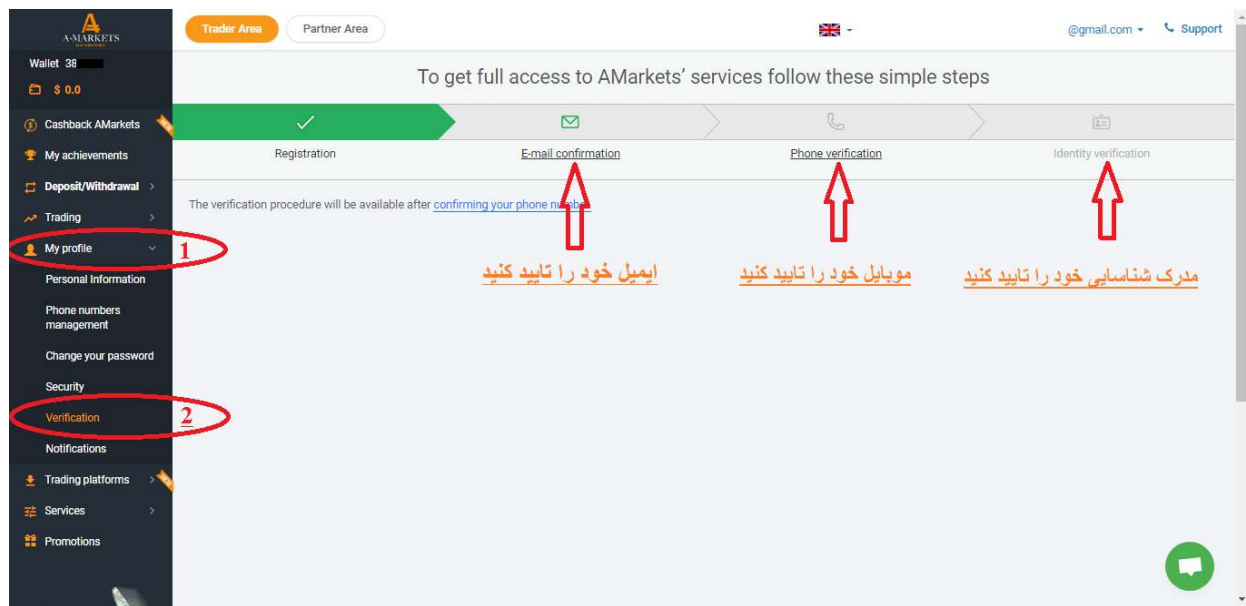 A-MARKETS
Trader Area
Partner Area
@gmail.com
Support
Wallet 38
$ 0.0
Cashback AMarkets
My achievements
Deposit/Withdrawal
Trading
My profile
1
Personal Information
Phone numbers
management
Change your password
Security
Verification
2
Notifications
Trading platforms
Services
Promotions
To get full access to AMarkets' services follow these simple steps
Registration
E-mail confirmation
Phone verification
Identity verification
The verification procedure will be available after confirming your phone number
ایمیل خود را تایید کنید
موبایل خود را تایید کنید
مدرک شناسایی خود را تایید کنید